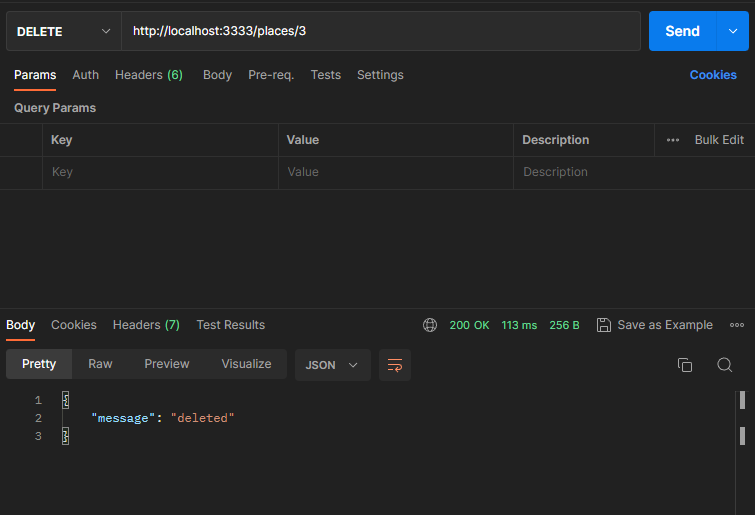 DELETE http://localhost:3333/places/3 Send
Params Auth Headers (6) Body Pre-req. Tests Settings Cookies
Query Params
Key Value Description ••• Bulk Edit
Key Value Description
Body Cookies Headers (7) Test Results 200 OK 113 ms 256 B Save as Example •••
Pretty Raw Preview Visualize JSON
1 {
2 "message": "deleted"
3 }